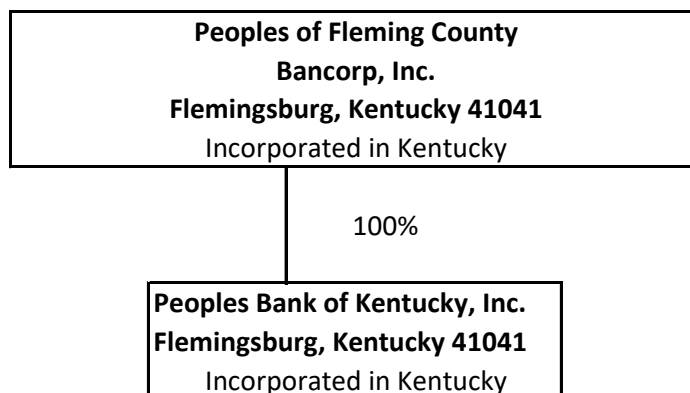 Peoples of Fleming County
Bancorp, Inc.
Flemingsburg, Kentucky 41041
Incorporated in Kentucky
100%
Peoples Bank of Kentucky, Inc.
Flemingsburg, Kentucky 41041
Incorporated in Kentucky